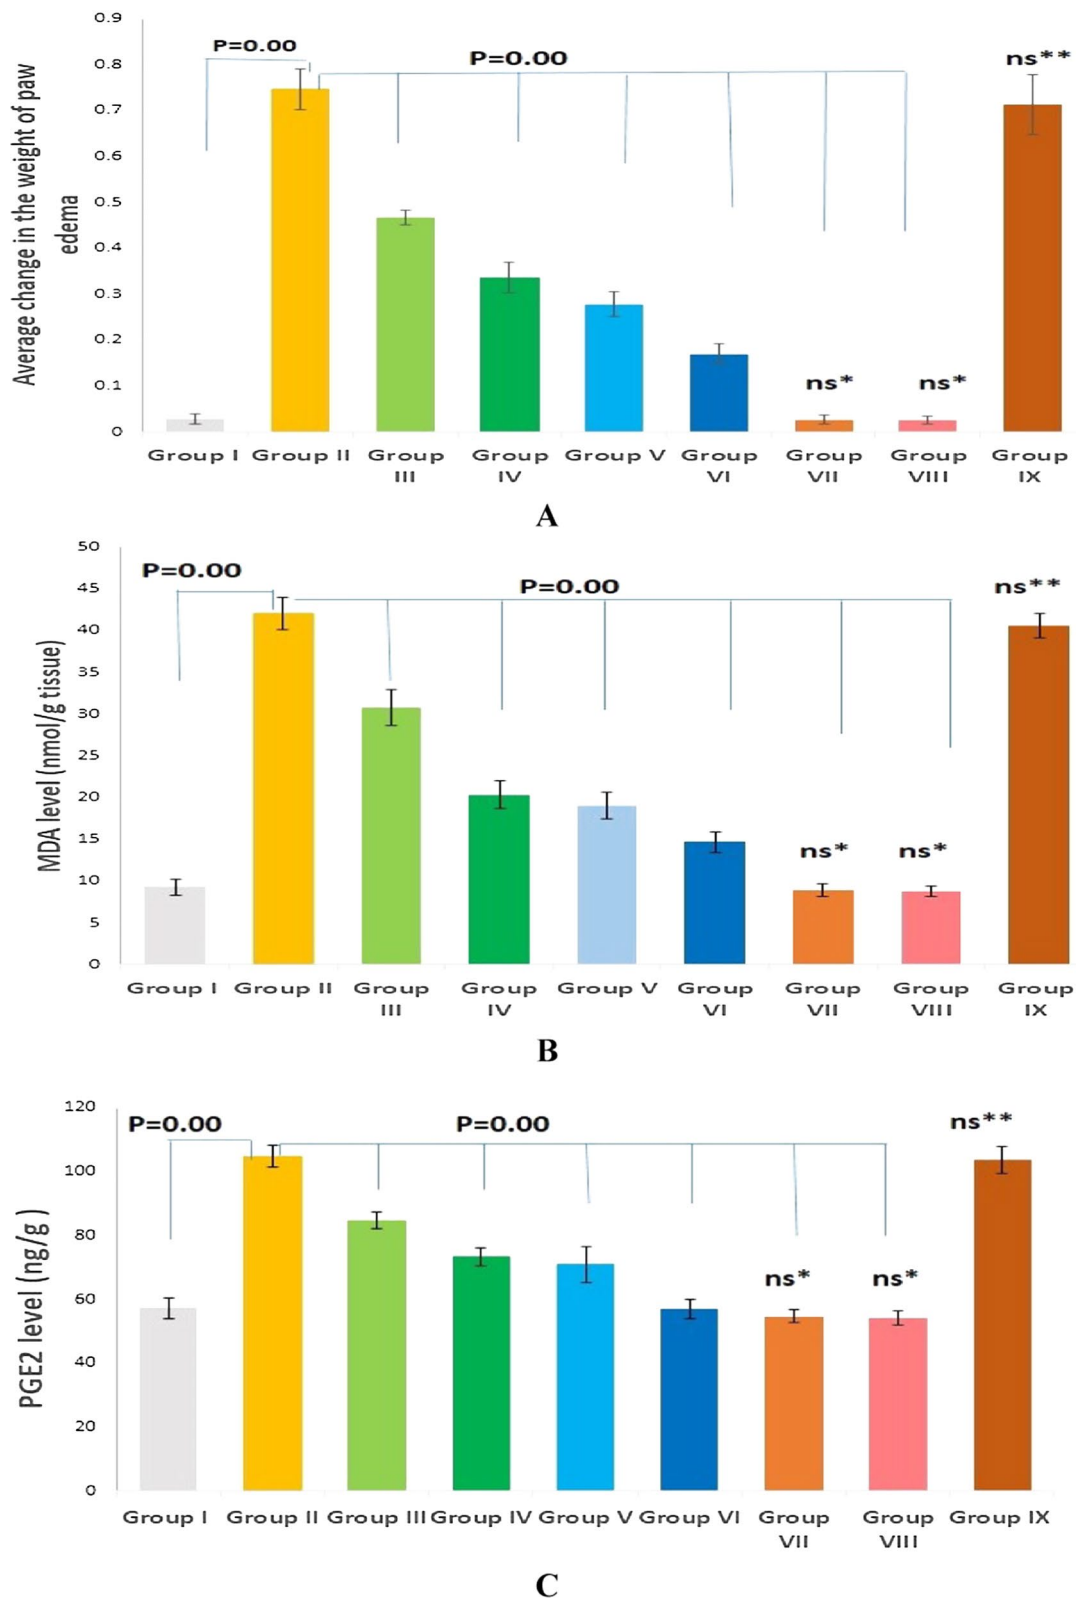 0.9
0.8
0.7
0.6
0.5
0.4
0.3
0.2
0.1
0
Average change in the weight of paw
edema
P=0.00
P=0.00
ns**
ns*
ns*
Group I
Group II
Group
III
Group
IV
Group V
Group
VI
Group
VII
Group
VIII
Group
IX
A
50
45
40
35
30
25
20
15
10
5
0
MDA level (nmol/g tissue)
P=0.00
P=0.00
ns**
ns*
ns*
Group I
Group II
Group
III
Group
IV
Group V
Group
VI
Group
VII
Group
VIII
Group
IX
B
120
100
80
60
40
20
0
PGE2 level (ng/g )
P=0.00
P=0.00
ns**
ns*
ns*
Group I
Group II
Group III
Group IV
Group V
Group VI
Group
VII
Group
VIII
Group IX
C